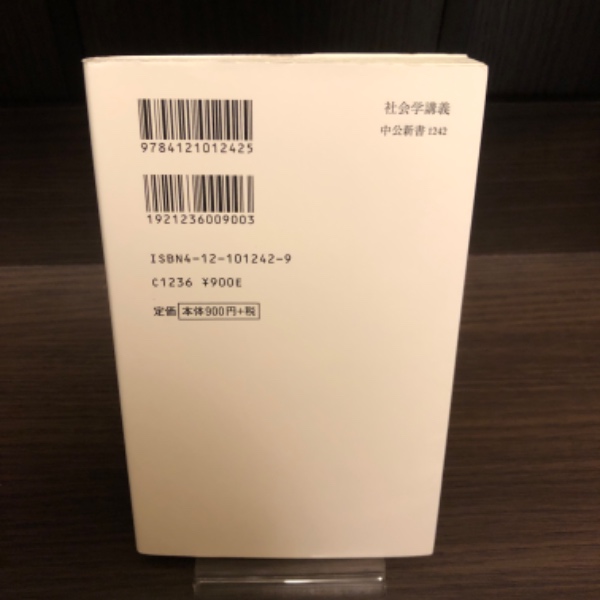 9784121012425
1921236009003
ISBN4-12-101242-9
C1236 ¥900E
定価 本体900円+税
社会学講義
中公新書 1242